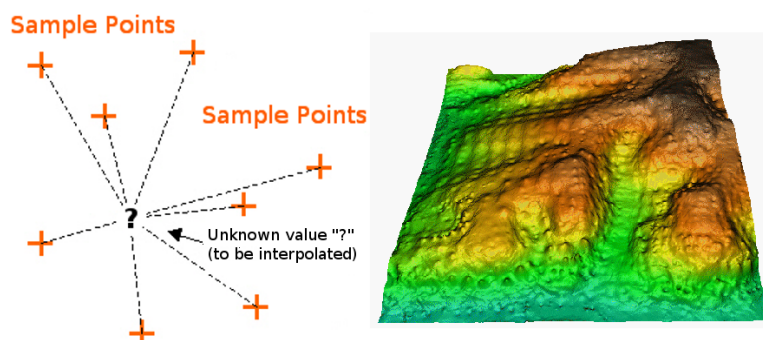 Sample Points
Sample Points
?
Unknown value "?"
(to be interpolated)